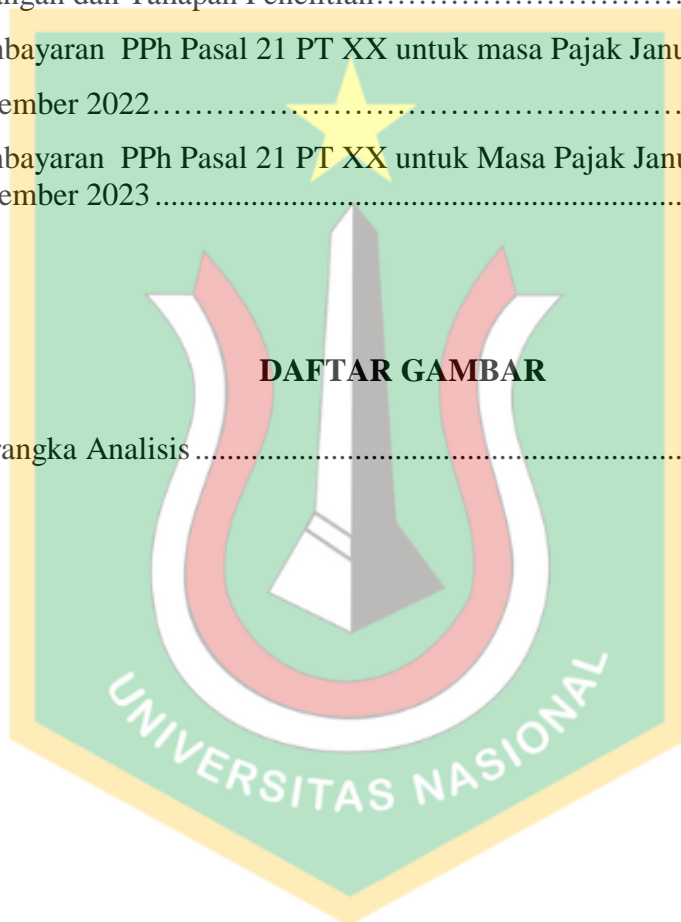 angan dan Tahapan Penelitian……………………………
nbayaran PPh Pasal 21 PT XX untuk masa Pajak Janu
ember 2022……………………………………………
nbayaran PPh Pasal 21 PT XX untuk Masa Pajak Janu
ember 2023.......................................................................................
DAFTAR GAMBAR
rangka Analisis.................................................................................
UNIVERSITAS NASIONAL